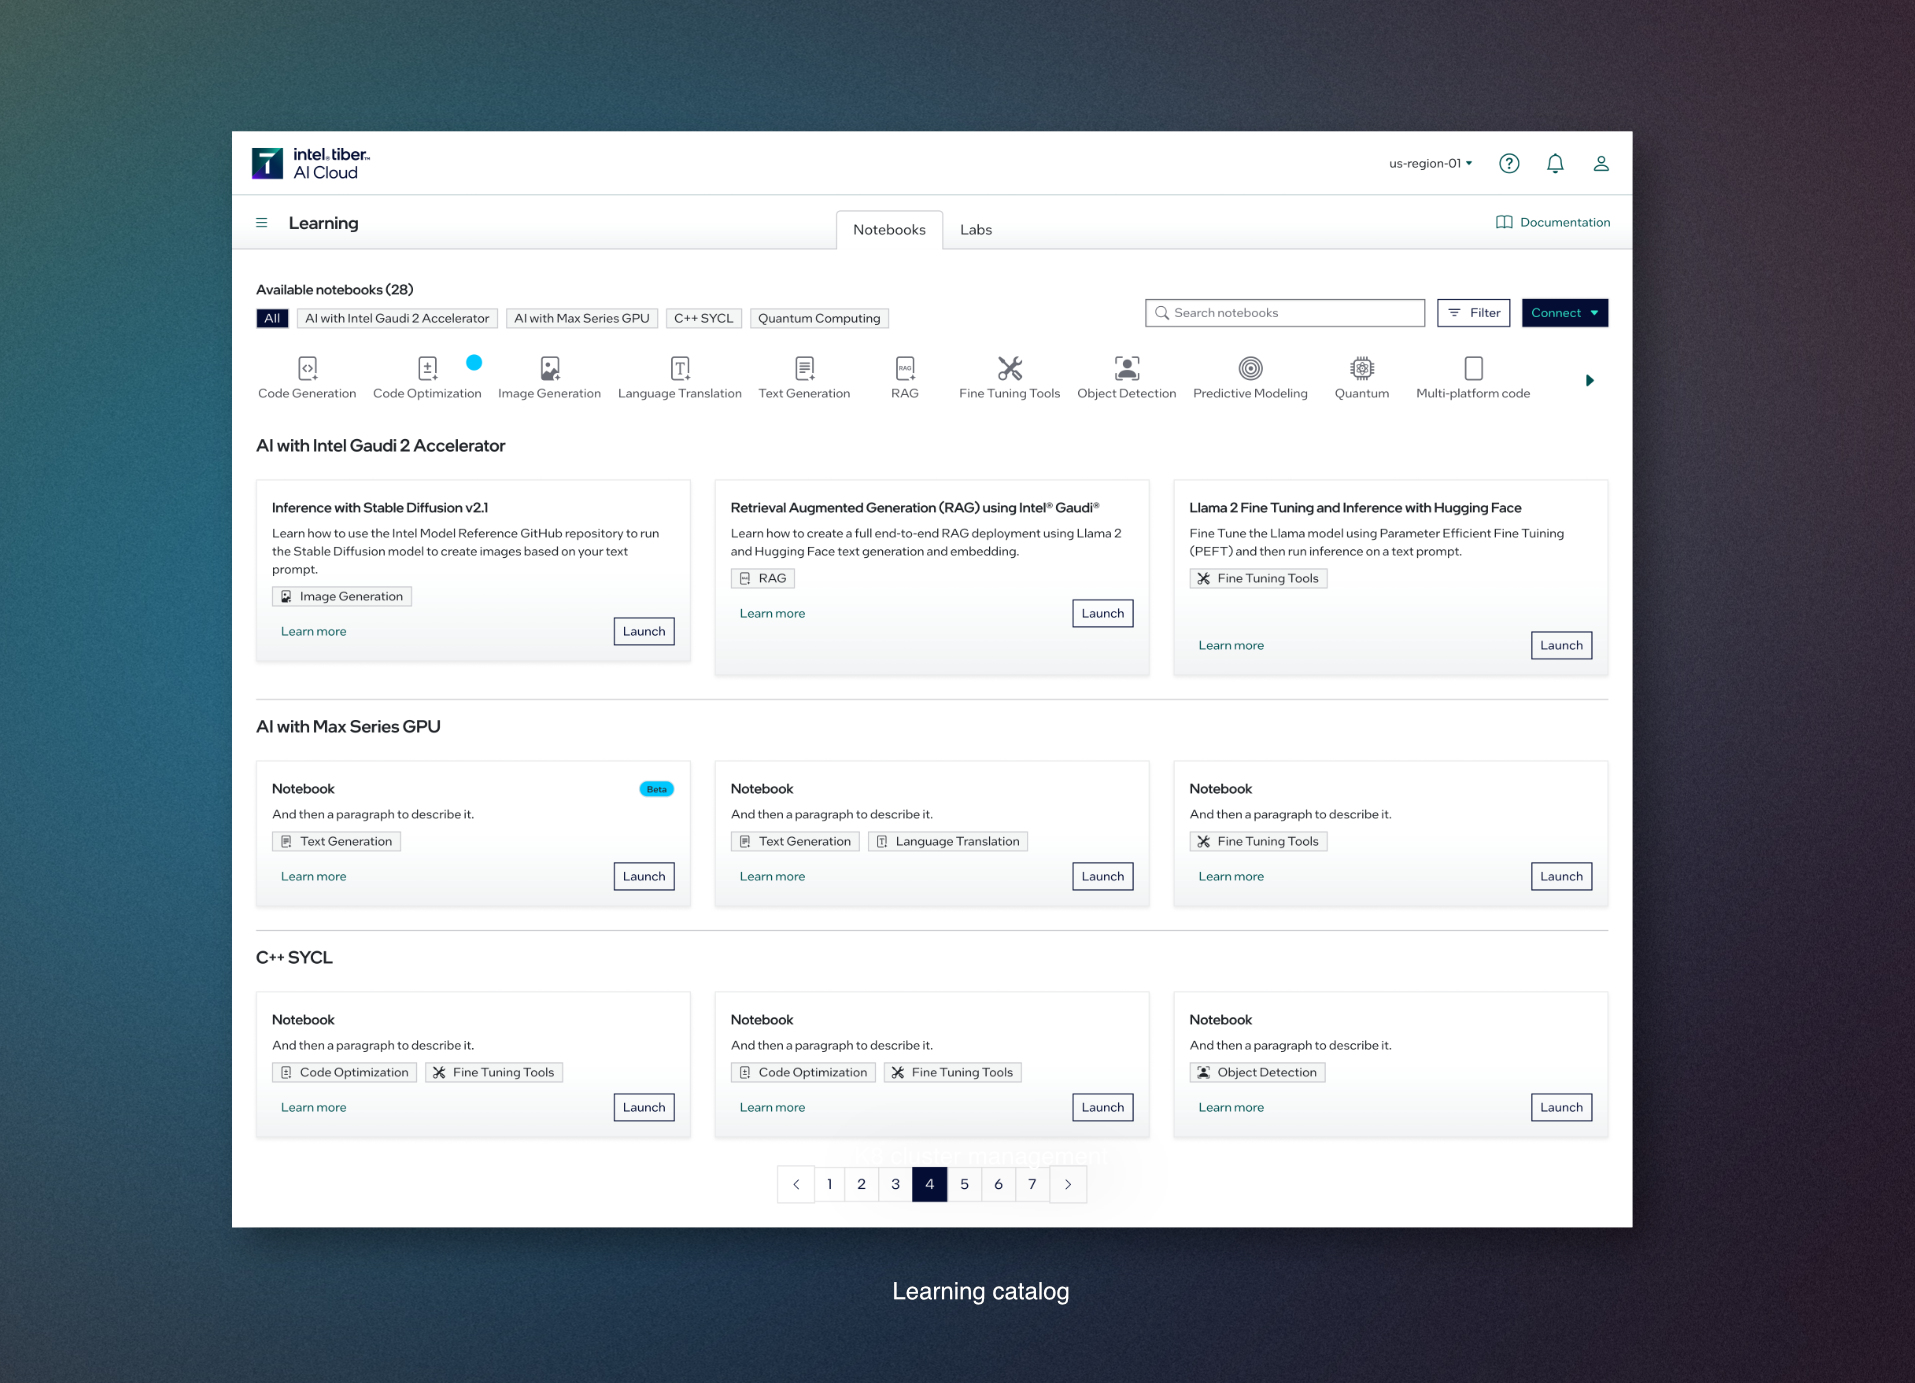 intel. tiber™
AI Cloud
us-region-01
Learning
Notebooks
Labs
Documentation
Available notebooks (28)
All
AI with Intel Gaudi 2 Accelerator
AI with Max Series GPU
C++ SYCL
Quantum Computing
Search notebooks
Filter
Connect
Code Generation
Code Optimization
Image Generation
Language Translation
Text Generation
RAG
RAG
Fine Tuning Tools
Object Detection
Predictive Modeling
Quantum
Multi-platform code
AI with Intel Gaudi 2 Accelerator
Inference with Stable Diffusion v2.1
Learn how to use the Intel Model Reference GitHub repository to run
the Stable Diffusion model to create images based on your text
prompt.
Image Generation
Learn more
Launch
Retrieval Augmented Generation (RAG) using Intel® Gaudi®
Learn how to create a full end-to-end RAG deployment using Llama 2
and Hugging Face text generation and embedding.
RAG
Learn more
Launch
Llama 2 Fine Tuning and Inference with Hugging Face
Fine Tune the Llama model using Parameter Efficient Fine Tuining
(PEFT) and then run inference on a text prompt.
Fine Tuning Tools
Learn more
Launch
AI with Max Series GPU
Notebook
Beta
And then a paragraph to describe it.
Text Generation
Learn more
Launch
Notebook
And then a paragraph to describe it.
Text Generation
Language Translation
Learn more
Launch
Notebook
And then a paragraph to describe it.
Fine Tuning Tools
Learn more
Launch
C++ SYCL
Notebook
And then a paragraph to describe it.
Code Optimization
Fine Tuning Tools
Learn more
Launch
Notebook
And then a paragraph to describe it.
Code Optimization
Fine Tuning Tools
Learn more
Launch
Notebook
And then a paragraph to describe it.
Object Detection
Learn more
Launch
cluster management
1 2 3 4 5 6 7
Learning catalog